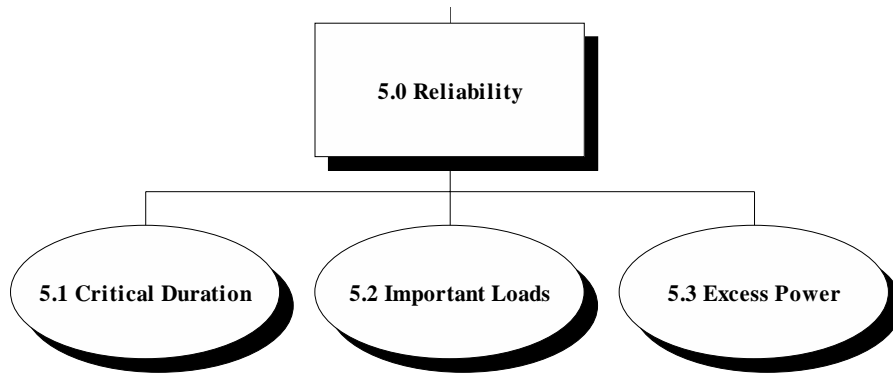 5.0 Reliability
5.1 Critical Duration
5.2 Important Loads
5.3 Excess Power